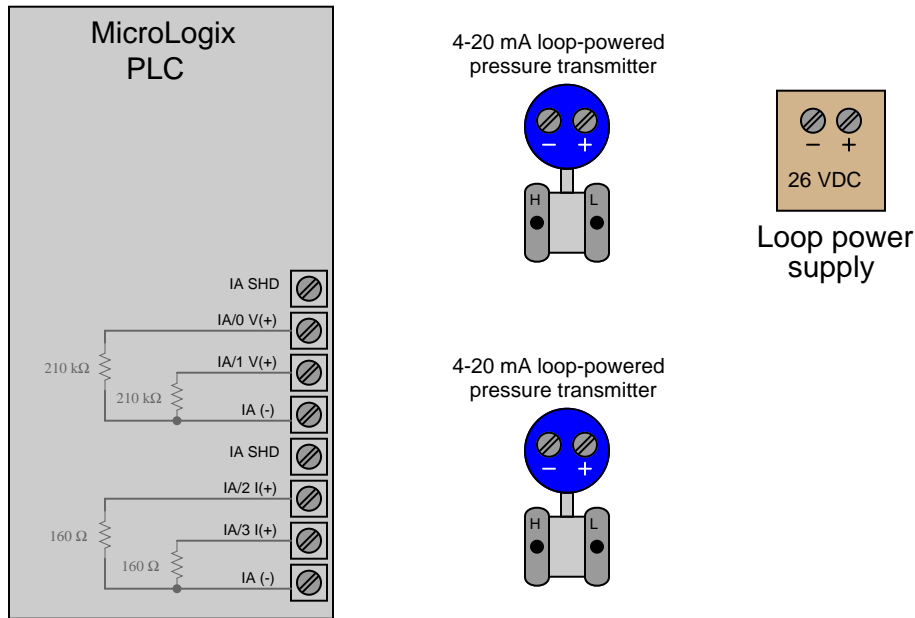 MicroLogix
PLC
IA SHD
IA/0 V(+)
210 kΩ
IA/1 V(+)
210 kΩ
IA (-)
IA SHD
IA/2 I(+)
160 Ω
IA/3 I(+)
160 Ω
IA (-)
4-20 mA loop-powered
pressure transmitter
− +
H L
4-20 mA loop-powered
pressure transmitter
− +
H L
− +
26 VDC
Loop power
supply